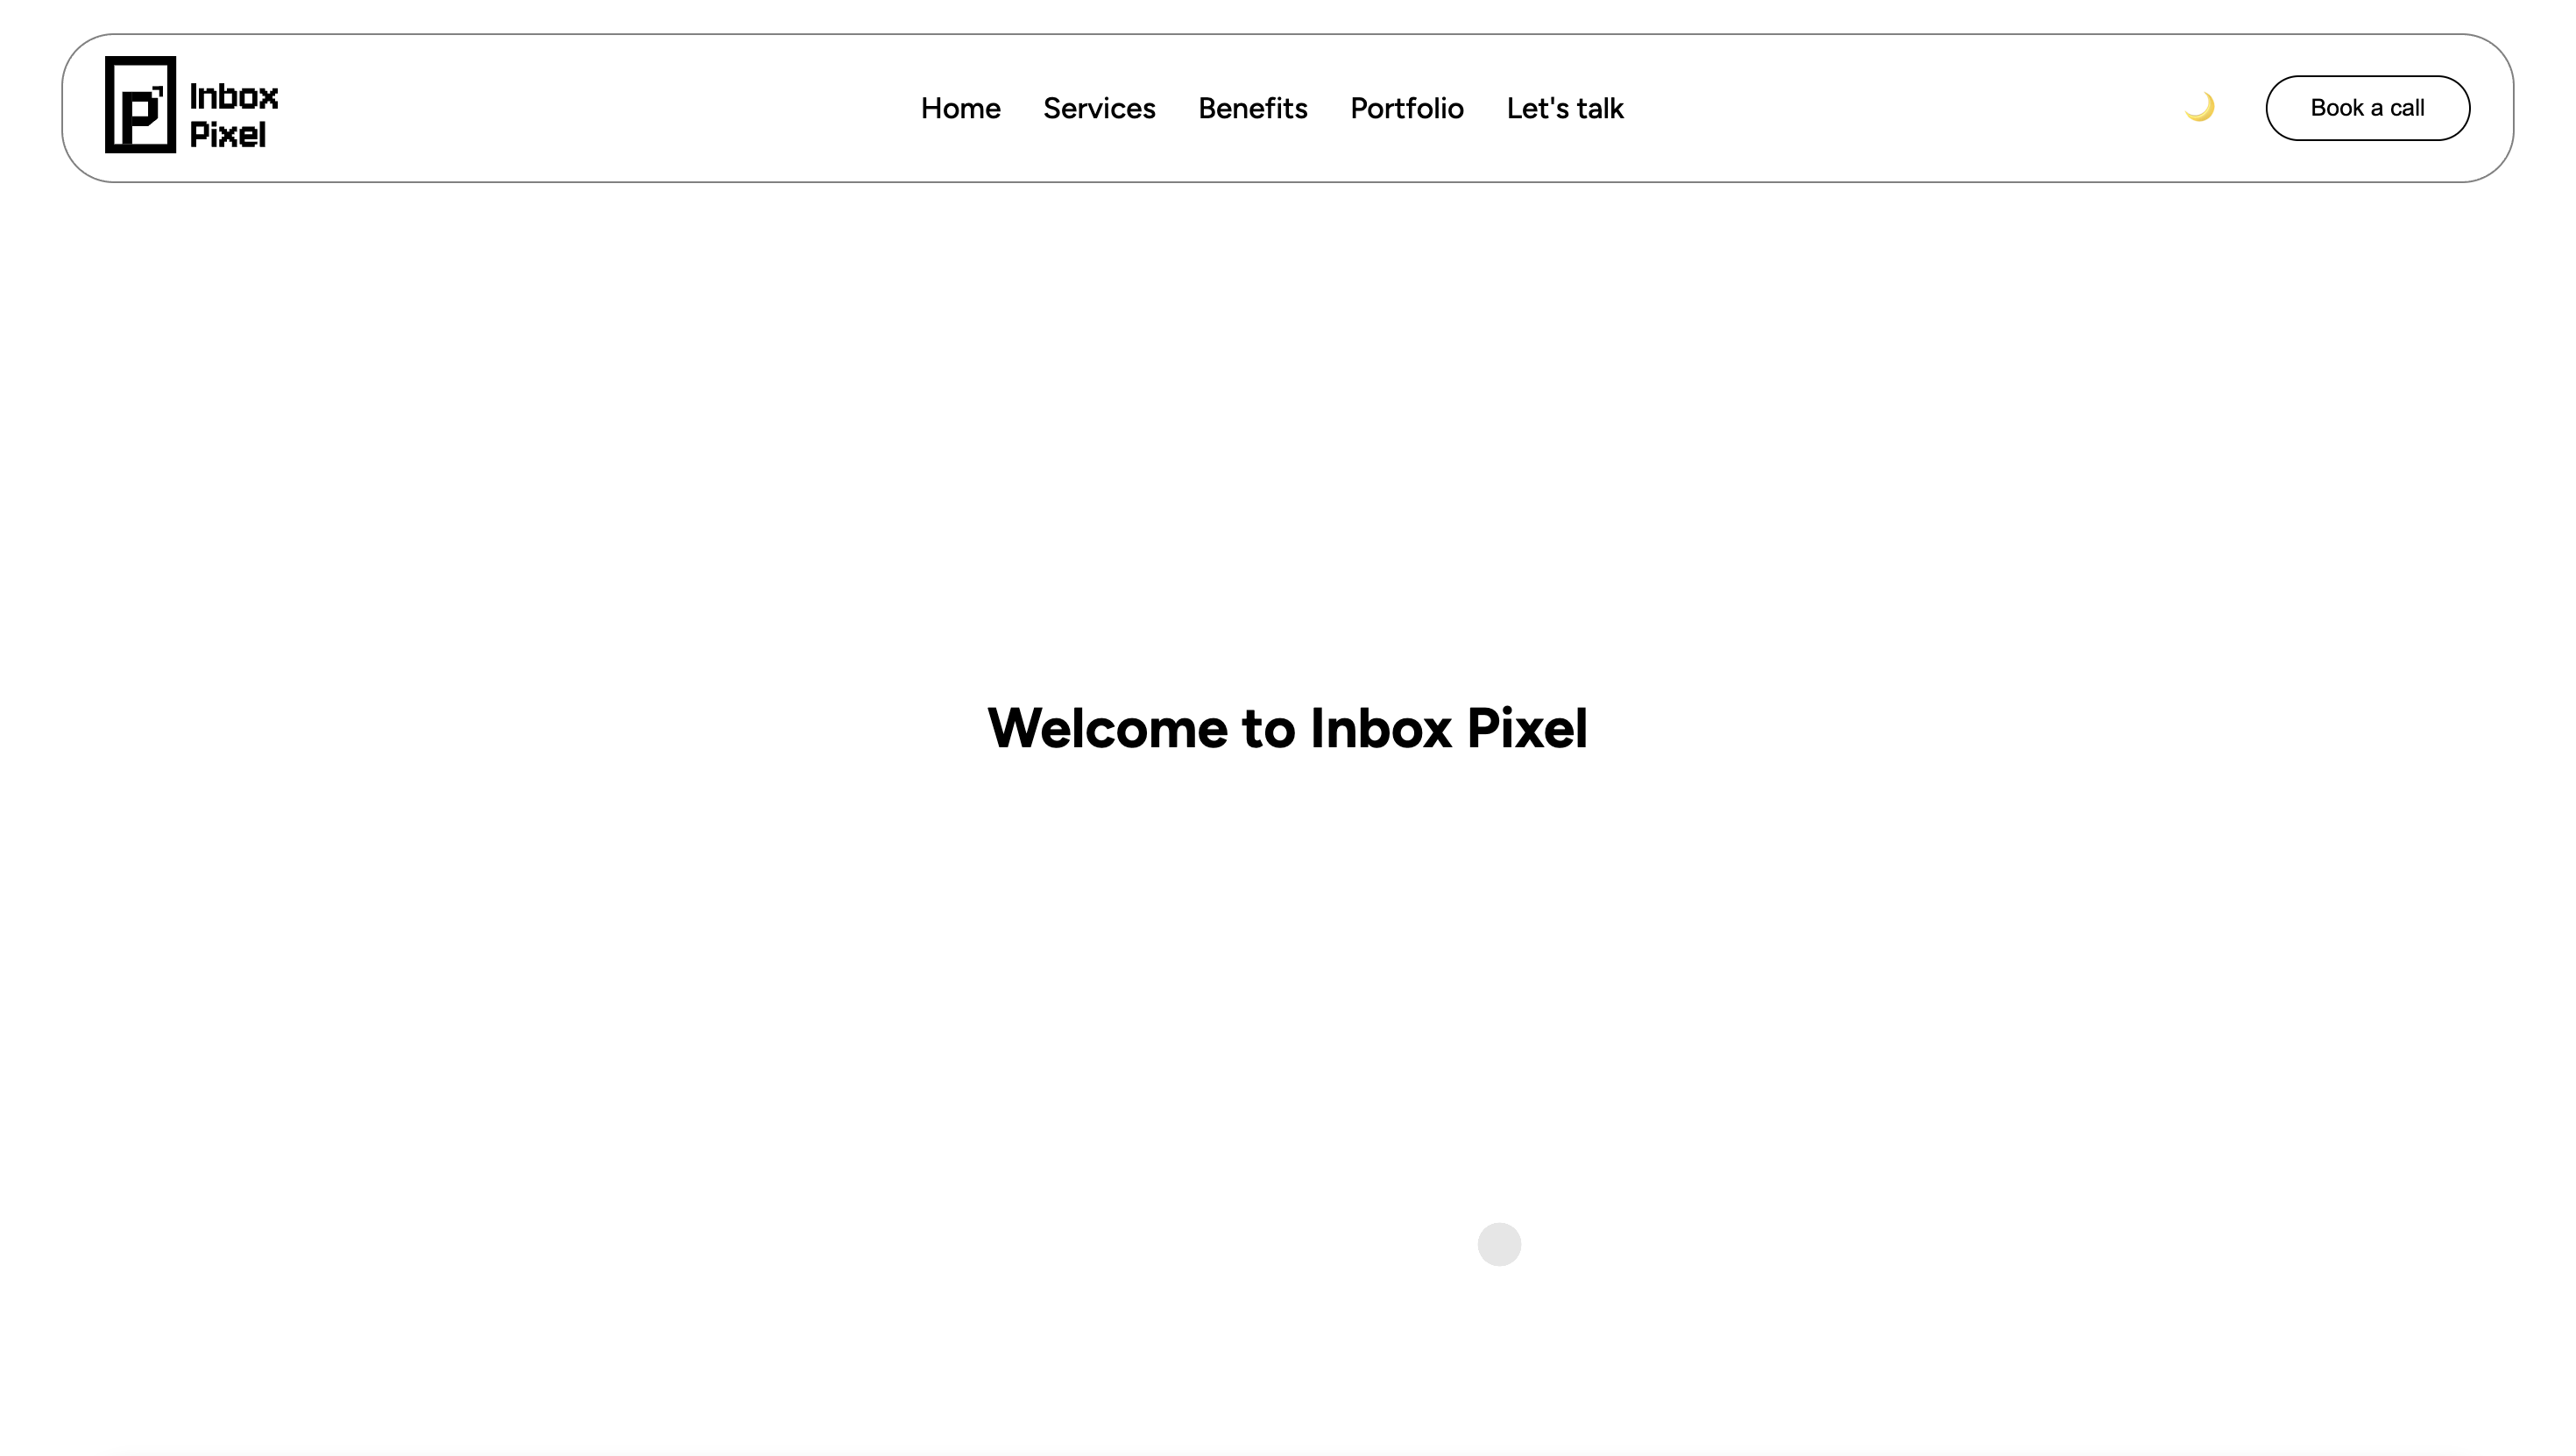 Inbox
Pixel
Home
Services
Benefits
Portfolio
Let's talk
Book a call
Welcome to Inbox Pixel